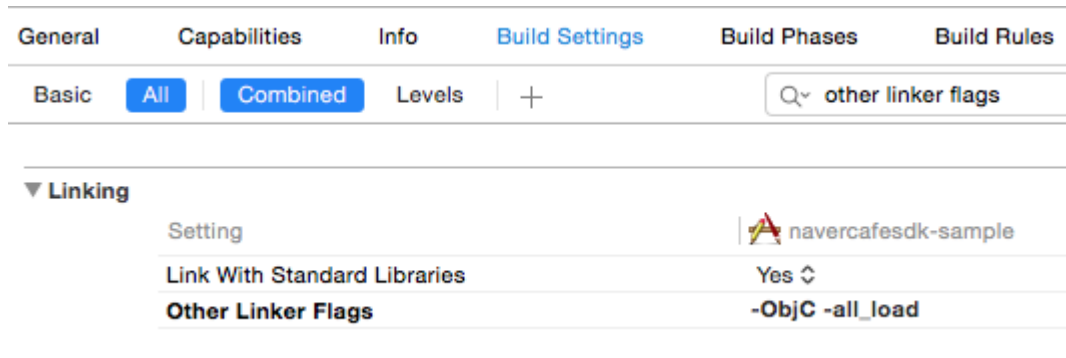 General Capabilities Info Build Settings Build Phases Build Rules
Basic All Combined Levels + other linker flags
Linking
Setting navercafesdk-sample
Link With Standard Libraries Yes
Other Linker Flags -ObjC -all_load